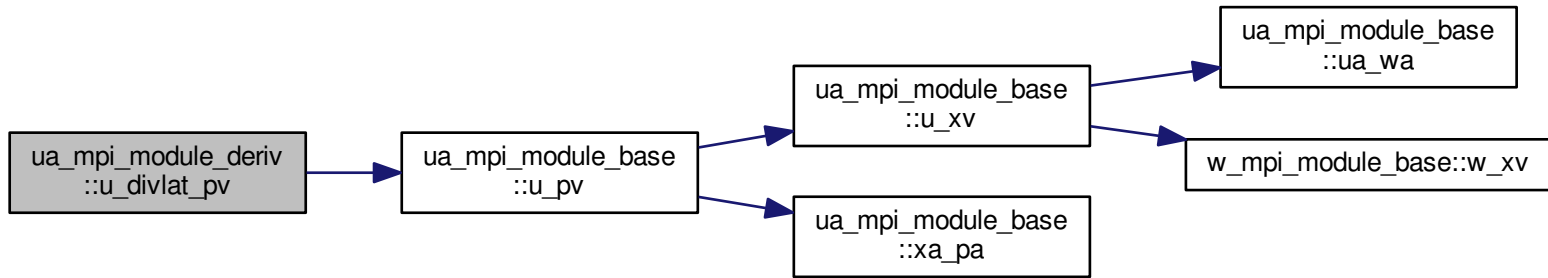 ua_mpi_module_deriv
::u_divlat_pv
ua_mpi_module_base
::u_pv
ua_mpi_module_base
::u_xv
ua_mpi_module_base
::ua_wa
w_mpi_module_base::w_xv
ua_mpi_module_base
::xa_pa